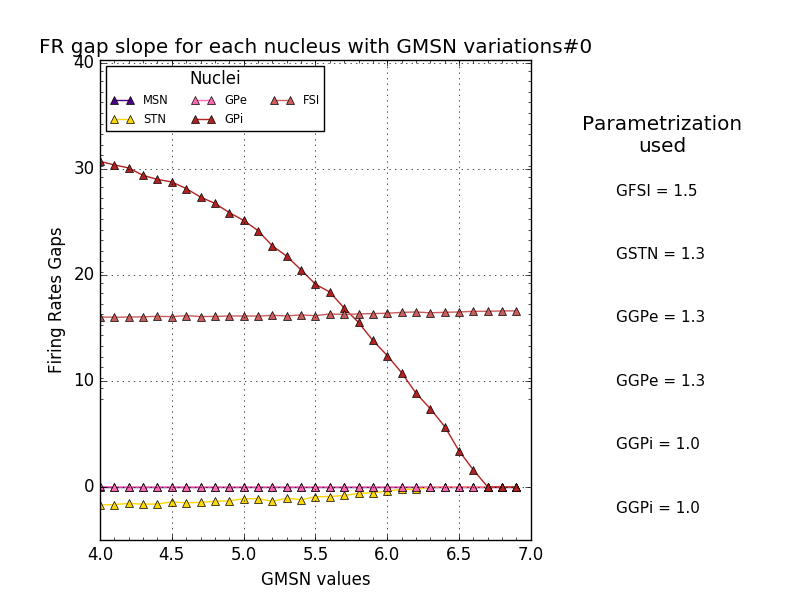 FR gap slope for each nucleus with GMSN variations#0
Nuclei
MSN GPe FSI
STN GPi
40
30
20
10
0
Firing Rates Gaps
4.0 4.5 5.0 5.5 6.0 6.5 7.0
GMSN values
Parametrization
used
GFSI = 1.5
GSTN = 1.3
GGPe = 1.3
GGPe = 1.3
GGPi = 1.0
GGPi = 1.0